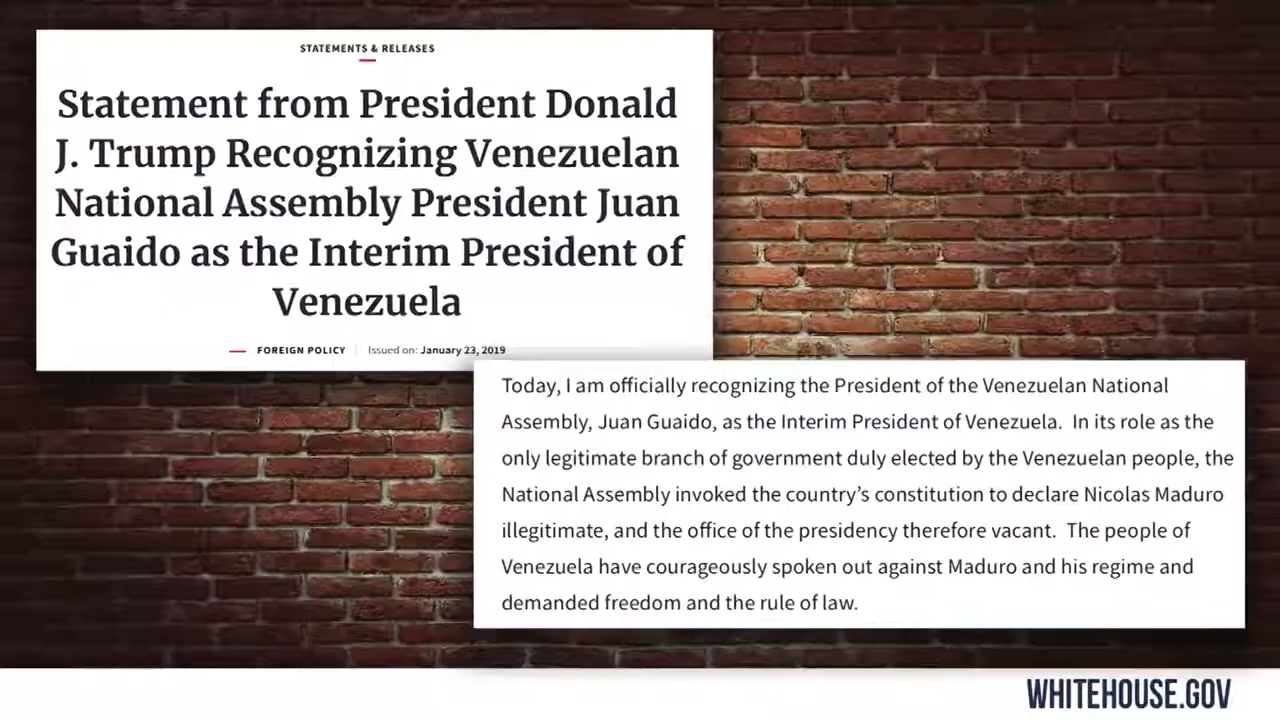 STATEMENTS & RELEASES
Statement from President Donald
J. Trump Recognizing Venezuelan
National Assembly President Juan
Guaido as the Interim President of
Venezuela
FOREIGN POLICY | Issued on: January 23, 2019
Today, I am officially recognizing the President of the Venezuelan National
Assembly, Juan Guaido, as the Interim President of Venezuela.  In its role as the
only legitimate branch of government duly elected by the Venezuelan people, the
National Assembly invoked the country’s constitution to declare Nicolas Maduro
illegitimate, and the office of the presidency therefore vacant.  The people of
Venezuela have courageously spoken out against Maduro and his regime and
demanded freedom and the rule of law.
WHITEHOUSE.GOV